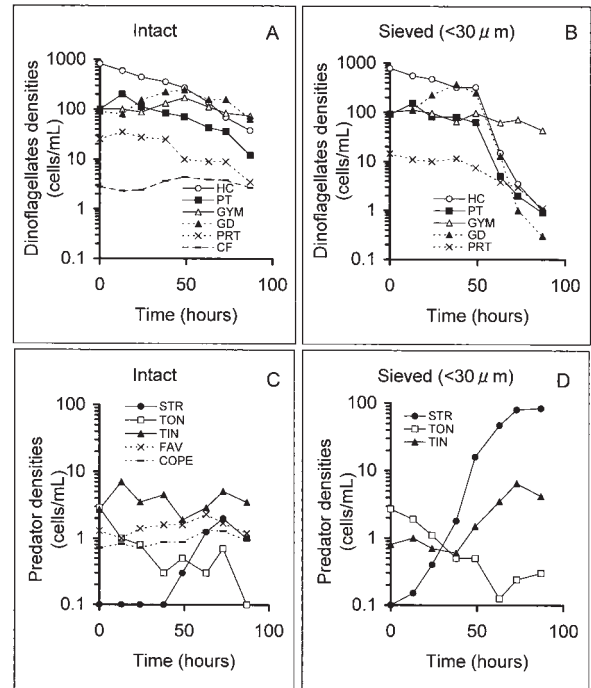 Intact A
Dinoflagellates densities
(cells/mL)
1000
100
10
1
0.1
HC
PT
GYM
GD
PRT
CF
0 50 100
Time (hours)
Sieved (<30 μm) B
Dinoflagellates densities
(cells/mL)
1000
100
10
1
0.1
HC
PT
GYM
GD
PRT
0 50 100
Time (hours)
Intact C
Predator densities
(cells/mL)
100
10
1
0.1
STR
TON
TIN
FAV
COPE
0 50 100
Time (hours)
Sieved (<30 μm) D
Predator densities
(cells/mL)
100
10
1
0.1
STR
TON
TIN
0 50 100
Time (hours)